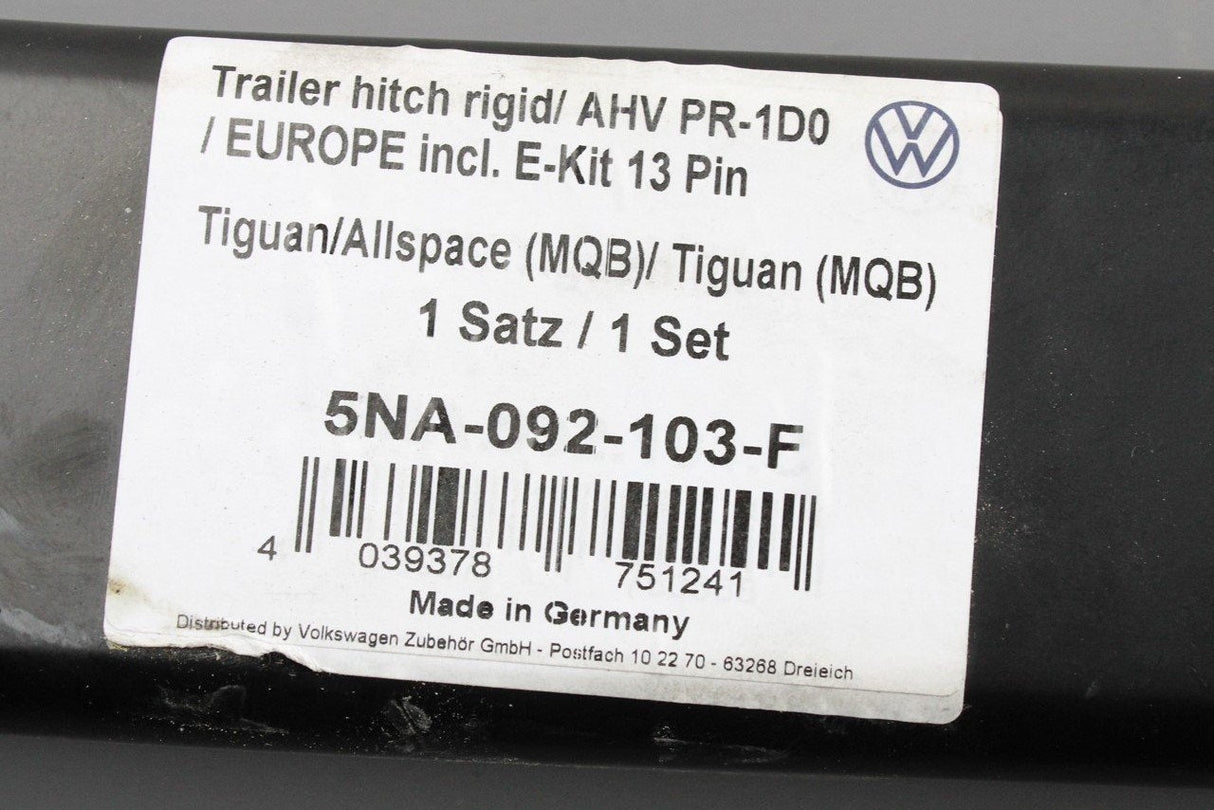 Trailer hitch rigid/ AHV PR-1D0
/ EUROPE incl. E-Kit 13 Pin
Tiguan/Allspace (MQB)/ Tiguan (MQB)
1 Satz / 1 Set
5NA-092-103-F
4 039378 751241
Made in Germany
Distributed by Volkswagen Zubehör GmbH - Postfach 10 22 70 - 63268 Dreieich